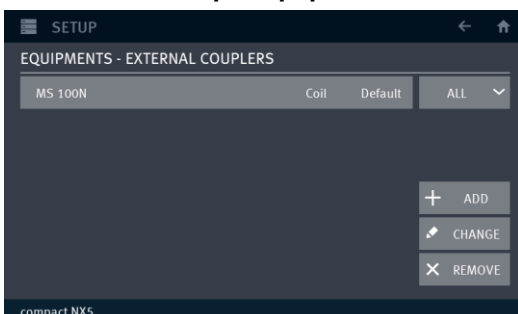 SETUP
EQUIPMENTS - EXTERNAL COUPLERS
MS 100N Coil Default ALL
ADD
CHANGE
REMOVE
compact NX5